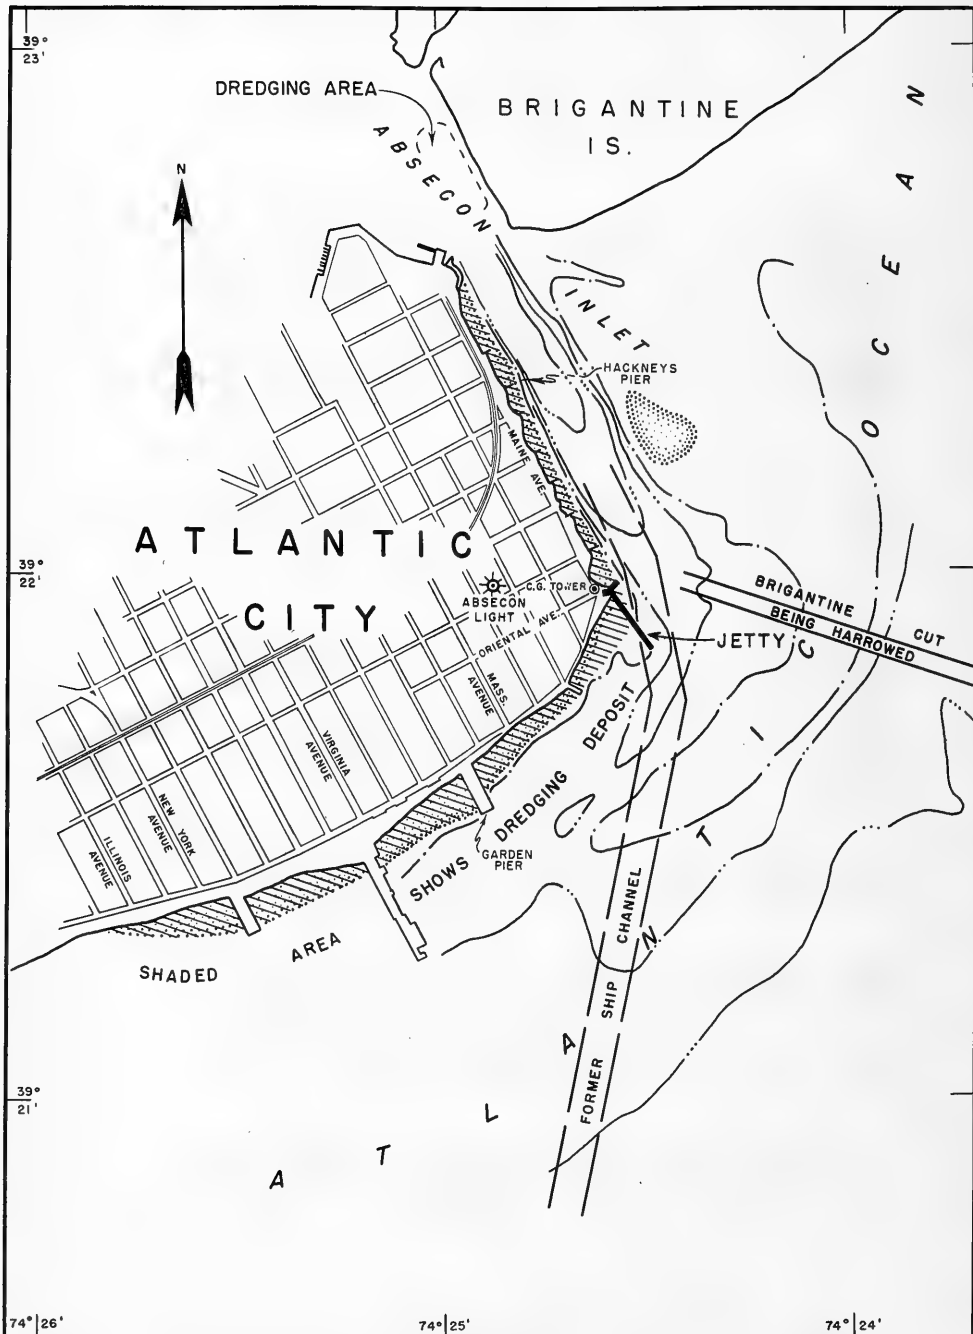 39°
23'
DREDGING AREA
BRIGANTINE
IS.
ABSECON
INLET
N
HACKNEYS
PIER
MAINE AVE.
ATLANTIC
CITY
39°
22'
ABSECON
LIGHT
C.G. TOWER
ORIENTAL AVE.
JETTY
BRIGANTINE CUT
BEING HARROWED
MASS.
AVENUE
VIRGINIA
AVENUE
NEW YORK
AVENUE
ILLINOIS
AVENUE
GARDEN
PIER
SHADED AREA SHOWS DREDGING DEPOSIT
FORMER SHIP CHANNEL
ATLANTIC OCEAN
39°
21'
74° 26'
74° 25'
74° 24'